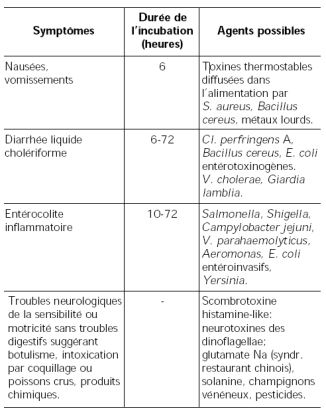 Symptômes
Durée de
l'incubation
(heures)
Agents possibles
Nausées,
vomissements
6
Toxines thermostables
diffusées dans
l'alimentation par
S. aureus, Bacillus
cereus, métaux lourds.
Diarrhée liquide
cholériforme
6-72
Cl. perfringens A,
Bacillus cereus, E. coli
entérotoxinogènes.
V. cholerae, Giardia
lamblia.
Entérocolite
inflammatoire
10-72
Salmonella, Shigella,
Campylobacter jejuni,
V. parahaemolyticus,
Aeromonas, E. coli
entéroinvasifs,
Yersinia.
Troubles neurologiques
de la sensibilité ou
motricité sans troubles
digestifs suggérant
botulisme, intoxication
par coquillage ou
poissons crus, produits
chimiques.
-
Scombrotoxine
histamine-like:
neurotoxines des
dinoflagellae;
glutamate Na (syndr.
restaurant chinois),
solanine, champignons
vénéneux, pesticides.